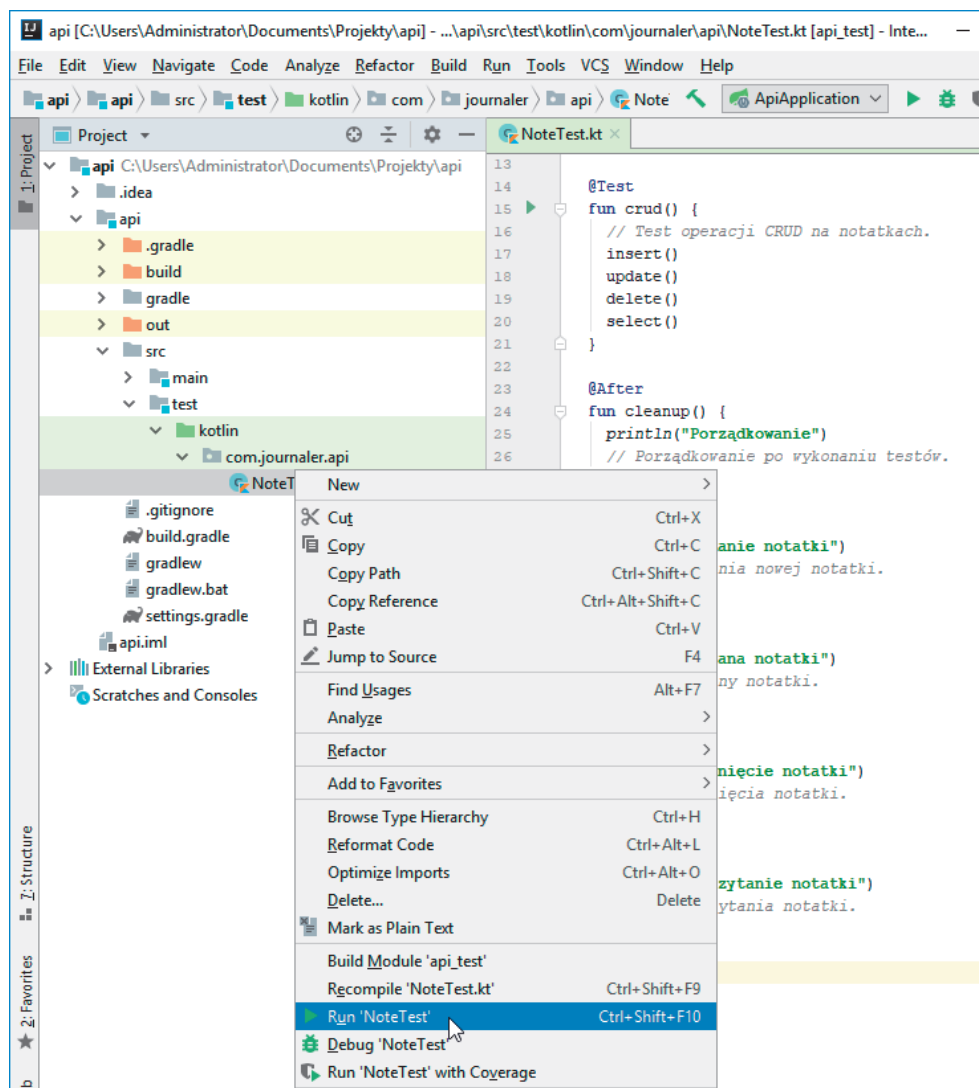 api [C:\Users\Administrator\Documents\Projekty\api] - ...\api\src\test\kotlin\com\journaler\api\NoteTest.kt [api_test] - Inte...
File Edit View Navigate Code Analyze Refactor Build Run Tools VCS Window Help
api api src test kotlin com journaler api Note ApiApplication
1: Project
Project
NoteTest.kt
api C:\Users\Administrator\Documents\Projekty\api
.idea
api
.gradle
build
gradle
out
src
main
test
kotlin
com.journaler.api
NoteT
.gitignore
build.gradle
gradlew
gradlew.bat
settings.gradle
api.iml
External Libraries
Scratches and Consoles
7: Structure
2: Favorites
13
14 @Test
15 fun crud() {
16 // Test operacji CRUD na notatkach.
17 insert()
18 update()
19 delete()
20 select()
21 }
22
23 @After
24 fun cleanup() {
25 println("Porządkowanie")
26 // Porządkowanie po wykonaniu testów.
anie notatki")
nia nowej notatki.
ana notatki")
ny notatki.
nięcie notatki")
ięcia notatki.
zytanie notatki")
ytania notatki.
New
Cut Ctrl+X
Copy Ctrl+C
Copy Path Ctrl+Shift+C
Copy Reference Ctrl+Alt+Shift+C
Paste Ctrl+V
Jump to Source F4
Find Usages Alt+F7
Analyze
Refactor
Add to Favorites
Browse Type Hierarchy Ctrl+H
Reformat Code Ctrl+Alt+L
Optimize Imports Ctrl+Alt+O
Delete... Delete
Mark as Plain Text
Build Module 'api_test'
Recompile 'NoteTest.kt' Ctrl+Shift+F9
Run 'NoteTest' Ctrl+Shift+F10
Debug 'NoteTest'
Run 'NoteTest' with Coverage